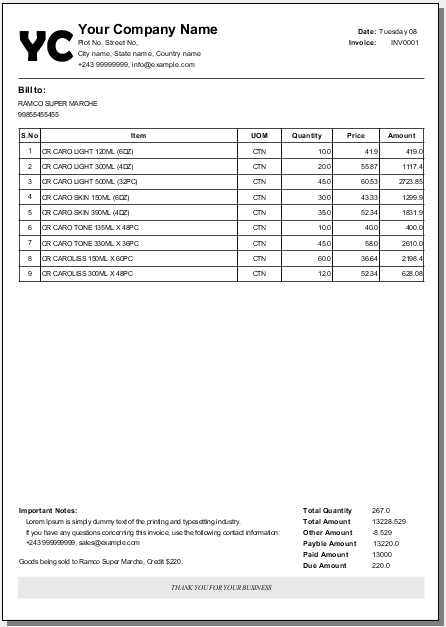 YC
Your Company Name
Plot No. Street No,
City name, State name, Country name
+243 99999999, info@example.com
Date: Tuesday 08
Invoice: INV0001
Bill to:
RAMCO SUPER MARCHE
99855455455
S.No Item UOM Quantity Price Amount
1 CR CARO LIGHT 120ML (6DZ) CTN 10.0 41.9 419.0
2 CR CARO LIGHT 300ML (4DZ) CTN 20.0 55.87 1117.4
3 CR CARO LIGHT 500ML (32PC) CTN 45.0 60.53 2723.85
4 CR CARO SKIN 150ML (6DZ) CTN 30.0 43.33 1299.9
5 CR CARO SKIN 390ML (4DZ) CTN 35.0 52.34 1831.9
6 CR CARO TONE 135ML X 48PC CTN 10.0 40.0 400.0
7 CR CARO TONE 330ML X 36PC CTN 45.0 58.0 2610.0
8 CR CAROLISS 150ML X 60PC CTN 60.0 36.64 2198.4
9 CR CAROLISS 300ML X 48PC CTN 12.0 52.34 628.08
Important Notes:
Lorem Ipsum is simply dummy text of the printing and typesetting industry.
If you have any questions concerning this invoice, use the following contact information:
+243 999999999, sales@example.com
Goods being sold to Ramco Super Marche, Credit $220.
Total Quantity 267.0
Total Amount 13228.529
Other Amount -8.529
Payble Amount 13220.0
Paid Amount 13000
Due Amount 220.0
THANK YOU FOR YOUR BUSINESS